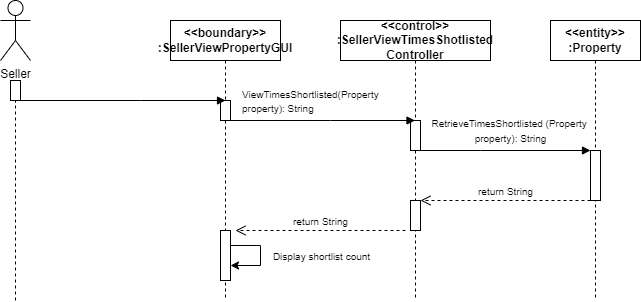 <<boundary>>
:SellerViewPropertyGUI
<<control>>
:SellerViewTimesShotlisted
Controller
<<entity>>
:Property
Seller
ViewTimesShortlisted(Property
property): String
RetrieveTimesShortlisted (Property
property): String
return String
return String
Display shortlist count